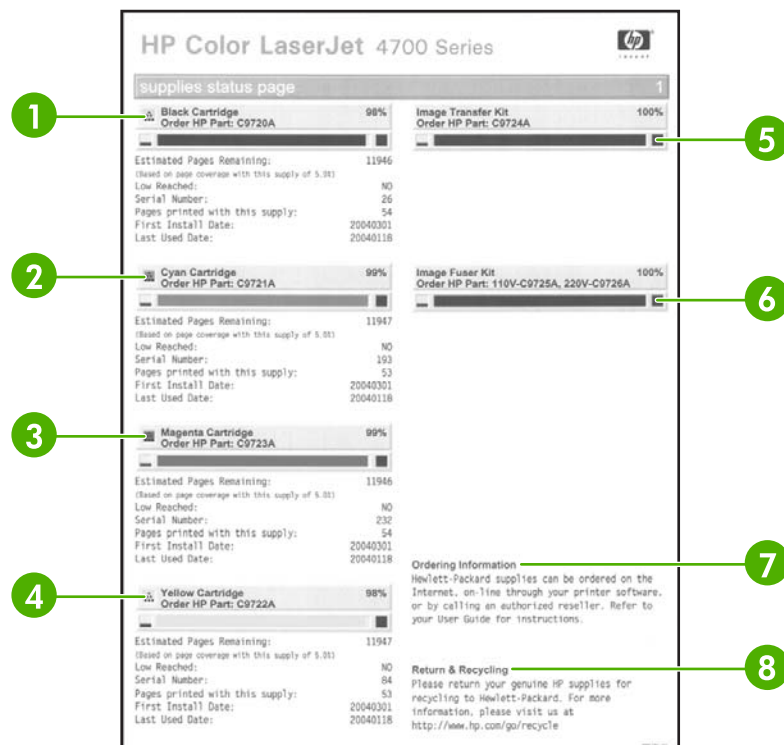 HP Color LaserJet 4700 Series
hp
invent
supplies status page 1
1
Black Cartridge 98%
Order HP Part: C9720A
Estimated Pages Remaining: 11946
(Based on page coverage with this supply of 5.0%)
Low Reached: NO
Serial Number: 26
Pages printed with this supply: 54
First Install Date: 20040301
Last Used Date: 20040118
2
Cyan Cartridge 99%
Order HP Part: C9721A
Estimated Pages Remaining: 11947
(Based on page coverage with this supply of 5.0%)
Low Reached: NO
Serial Number: 193
Pages printed with this supply: 53
First Install Date: 20040301
Last Used Date: 20040118
3
Magenta Cartridge 99%
Order HP Part: C9723A
Estimated Pages Remaining: 11946
(Based on page coverage with this supply of 5.0%)
Low Reached: NO
Serial Number: 232
Pages printed with this supply: 54
First Install Date: 20040301
Last Used Date: 20040118
4
Yellow Cartridge 98%
Order HP Part: C9722A
Estimated Pages Remaining: 11947
(Based on page coverage with this supply of 5.0%)
Low Reached: NO
Serial Number: 84
Pages printed with this supply: 53
First Install Date: 20040301
Last Used Date: 20040118
Image Transfer Kit 100%
Order HP Part: C9724A
5
Image Fuser Kit 100%
Order HP Part: 110V-C9725A, 220V-C9726A
6
Ordering Information
7
Hewlett-Packard supplies can be ordered on the
Internet, on-line through your printer software,
or by calling an authorized reseller. Refer to
your User Guide for instructions.
Return & Recycling
8
Please return your genuine HP supplies for
recycling to Hewlett-Packard. For more
information, please visit us at
http://www.hp.com/go/recycle